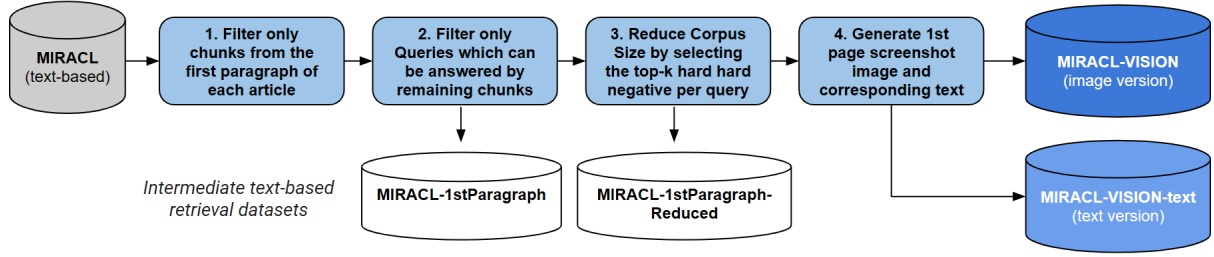 MIRACL
(text-based)
1. Filter only
chunks from the
first paragraph of
each article
2. Filter only
Queries which can
be answered by
remaining chunks
3. Reduce Corpus
Size by selecting
the top-k hard hard
negative per query
4. Generate 1st
page screenshot
image and
corresponding text
MIRACL-VISION
(image version)
Intermediate text-based
retrieval datasets
MIRACL-1stParagraph
MIRACL-1stParagraph-
Reduced
MIRACL-VISION-text
(text version)